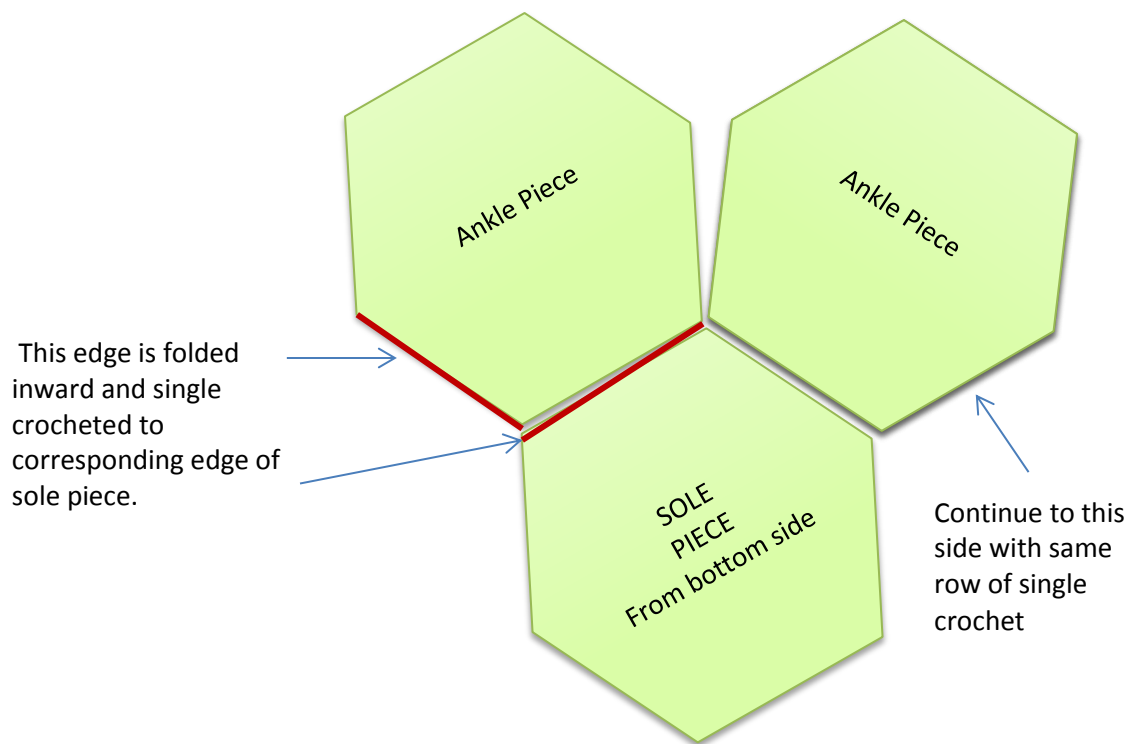 Ankle Piece
Ankle Piece
This edge is folded
inward and single
crocheted to
corresponding edge of
sole piece.
SOLE
PIECE
From bottom side
Continue to this
side with same
row of single
crochet